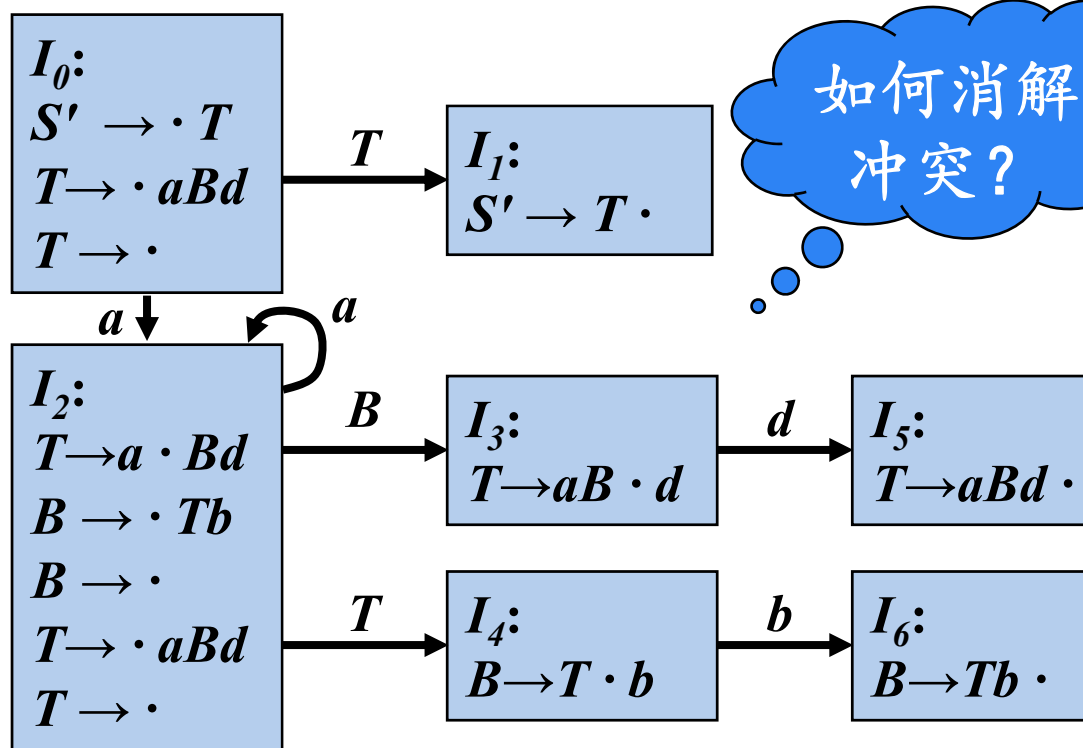 I₀:
S' → · T
T→ · aBd
T → ·
T
I₁:
S' → T ·
如何消解
冲突？
a
a
I₂:
T→a · Bd
B → · Tb
B → ·
T→ · aBd
T → ·
B
I₃:
T→aB · d
d
I₅:
T→aBd ·
T
I₄:
B→T · b
b
I₆:
B→Tb ·